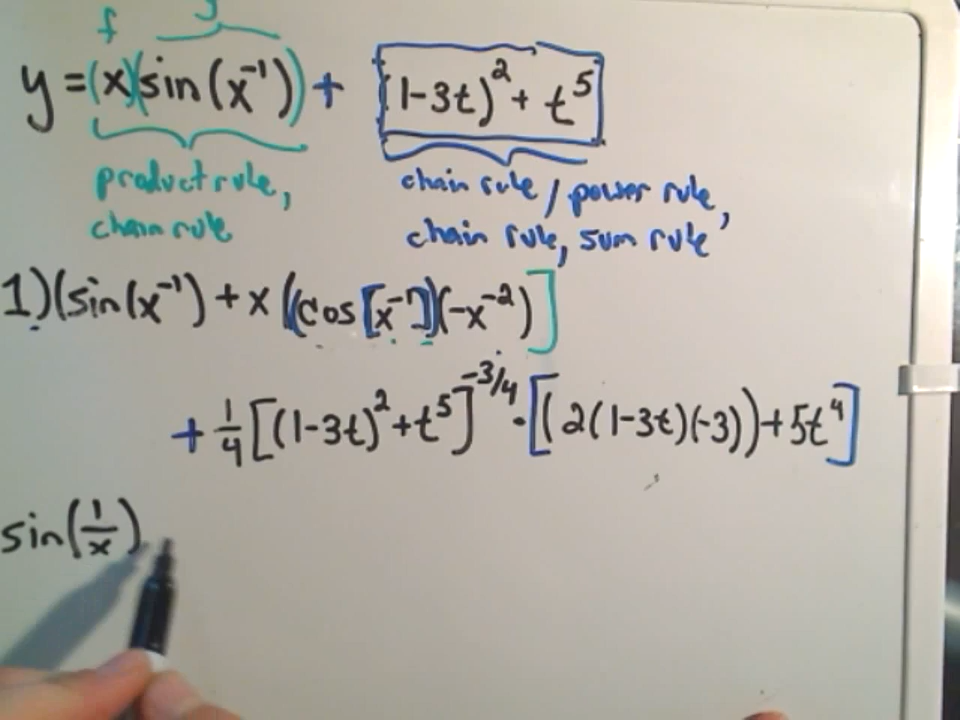 f g
y = (x)(sin(x⁻¹)) + (1-3t)² + t⁵
product rule, chain rule / power rule,
chain rule chain rule, sum rule
1)(sin(x⁻¹) + x((cos[x⁻¹])(-x⁻²)]
+ 1/4 [(1-3t)² + t⁵]^-3/4 · [(2(1-3t)(-3)) + 5t⁴]
sin(1/x)